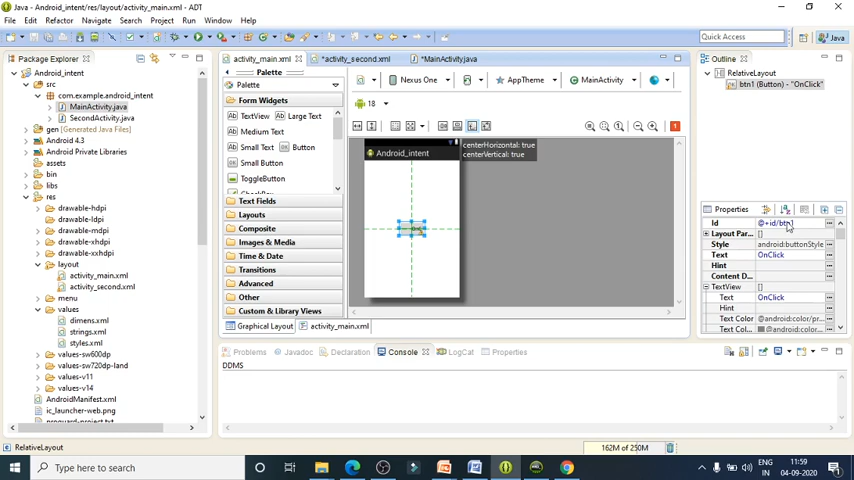 Java - Android_intent/res/layout/activity_main.xml - ADT
File Edit Refactor Navigate Search Project Run Window Help
Quick Access
Java
Package Explorer
Android_intent
src
com.example.android_intent
MainActivity.java
SecondActivity.java
gen [Generated Java Files]
Android 4.3
Android Private Libraries
assets
bin
libs
res
drawable-hdpi
drawable-ldpi
drawable-mdpi
drawable-xhdpi
drawable-xxhdpi
layout
activity_main.xml
activity_second.xml
menu
values
dimens.xml
strings.xml
styles.xml
values-sw600dp
values-sw720dp-land
values-v11
values-v14
AndroidManifest.xml
ic_launcher-web.png
proguard-project.txt
activity_main.xml
*activity_second.xml
*MainActivity.java
Palette
Palette
Form Widgets
TextView Large Text
Medium Text
Small Text Button
Small Button
ToggleButton
CheckBox
Text Fields
Layouts
Composite
Images & Media
Time & Date
Transitions
Advanced
Other
Custom & Library Views
Graphical Layout
activity_main.xml
Nexus One
AppTheme
MainActivity
18
1
Android_intent
centerHorizontal: true
centerVertical: true
Outline
RelativeLayout
btn1 (Button) - "OnClick"
Properties
Id @+id/btn1
Layout Par... []
Style android:buttonStyle
Text OnClick
Hint
Content D...
TextView []
Text OnClick
Hint
Text Color @android:color/pr...
Text Col... @android:color...
Problems Javadoc Declaration Console LogCat Properties
DDMS
RelativeLayout
162M of 250M
Type here to search
ENG
IN
11:59
04-09-2020